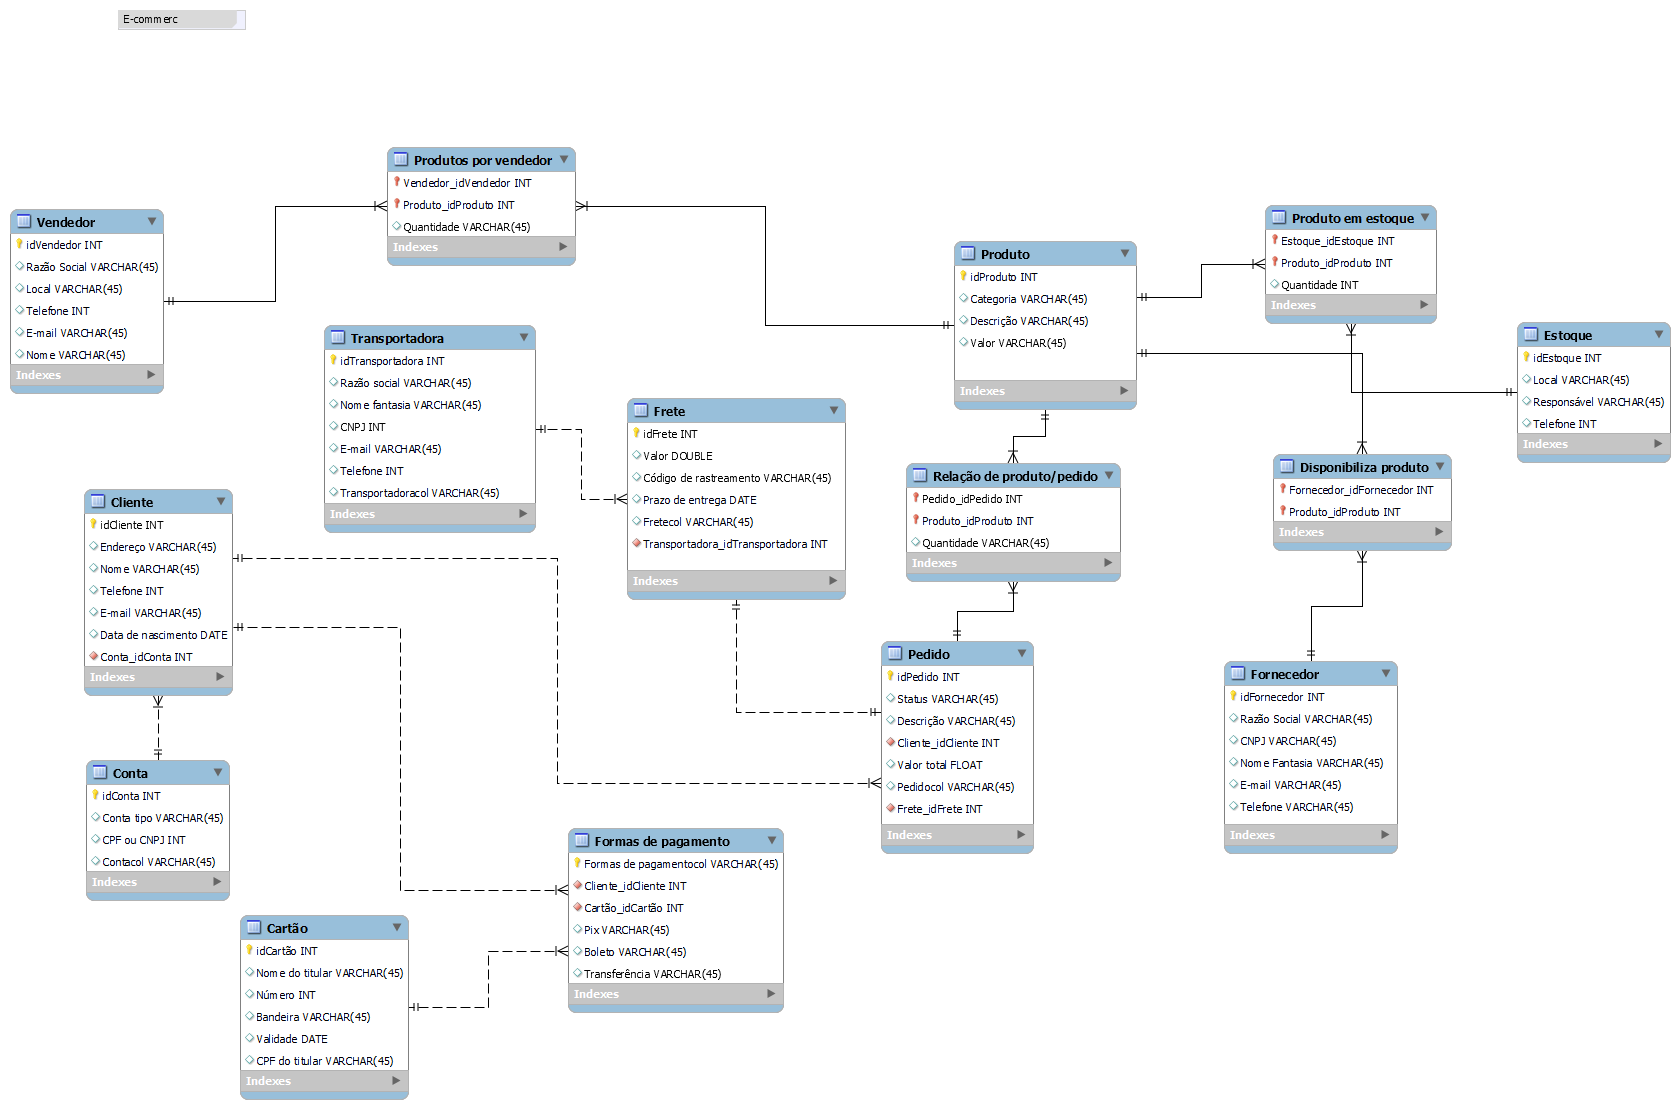 E-commerc
Produtos por vendedor
Vendedor_idVendedor INT
Produto_idProduto INT
Quantidade VARCHAR(45)
Indexes
Vendedor
idVendedor INT
Razão Social VARCHAR(45)
Local VARCHAR(45)
Telefone INT
E-mail VARCHAR(45)
Nome VARCHAR(45)
Indexes
Produto
idProduto INT
Categoria VARCHAR(45)
Descrição VARCHAR(45)
Valor VARCHAR(45)
Indexes
Produto em estoque
Estoque_idEstoque INT
Produto_idProduto INT
Quantidade INT
Indexes
Estoque
idEstoque INT
Local VARCHAR(45)
Responsável VARCHAR(45)
Telefone INT
Indexes
Transportadora
idTransportadora INT
Razão social VARCHAR(45)
Nome fantasia VARCHAR(45)
CNPJ INT
E-mail VARCHAR(45)
Telefone INT
Transportadoracol VARCHAR(45)
Indexes
Frete
idFrete INT
Valor DOUBLE
Código de rastreamento VARCHAR(45)
Prazo de entrega DATE
Fretecol VARCHAR(45)
Transportadora_idTransportadora INT
Indexes
Relação de produto/pedido
Pedido_idPedido INT
Produto_idProduto INT
Quantidade VARCHAR(45)
Indexes
Disponibiliza produto
Fornecedor_idFornecedor INT
Produto_idProduto INT
Indexes
Cliente
idCliente INT
Endereço VARCHAR(45)
Nome VARCHAR(45)
Telefone INT
E-mail VARCHAR(45)
Data de nascimento DATE
Conta_idConta INT
Indexes
Pedido
idPedido INT
Status VARCHAR(45)
Descrição VARCHAR(45)
Cliente_idCliente INT
Valor total FLOAT
Pedidocol VARCHAR(45)
Frete_idFrete INT
Indexes
Fornecedor
idFornecedor INT
Razão Social VARCHAR(45)
CNPJ VARCHAR(45)
Nome Fantasia VARCHAR(45)
E-mail VARCHAR(45)
Telefone VARCHAR(45)
Indexes
Conta
idConta INT
Conta tipo VARCHAR(45)
CPF ou CNPJ INT
Contacol VARCHAR(45)
Indexes
Formas de pagamento
Formas de pagamentocol VARCHAR(45)
Cliente_idCliente INT
Cartão_idCartão INT
Pix VARCHAR(45)
Boleto VARCHAR(45)
Transferência VARCHAR(45)
Indexes
Cartão
idCartão INT
Nome do titular VARCHAR(45)
Número INT
Bandeira VARCHAR(45)
Validade DATE
CPF do titular VARCHAR(45)
Indexes